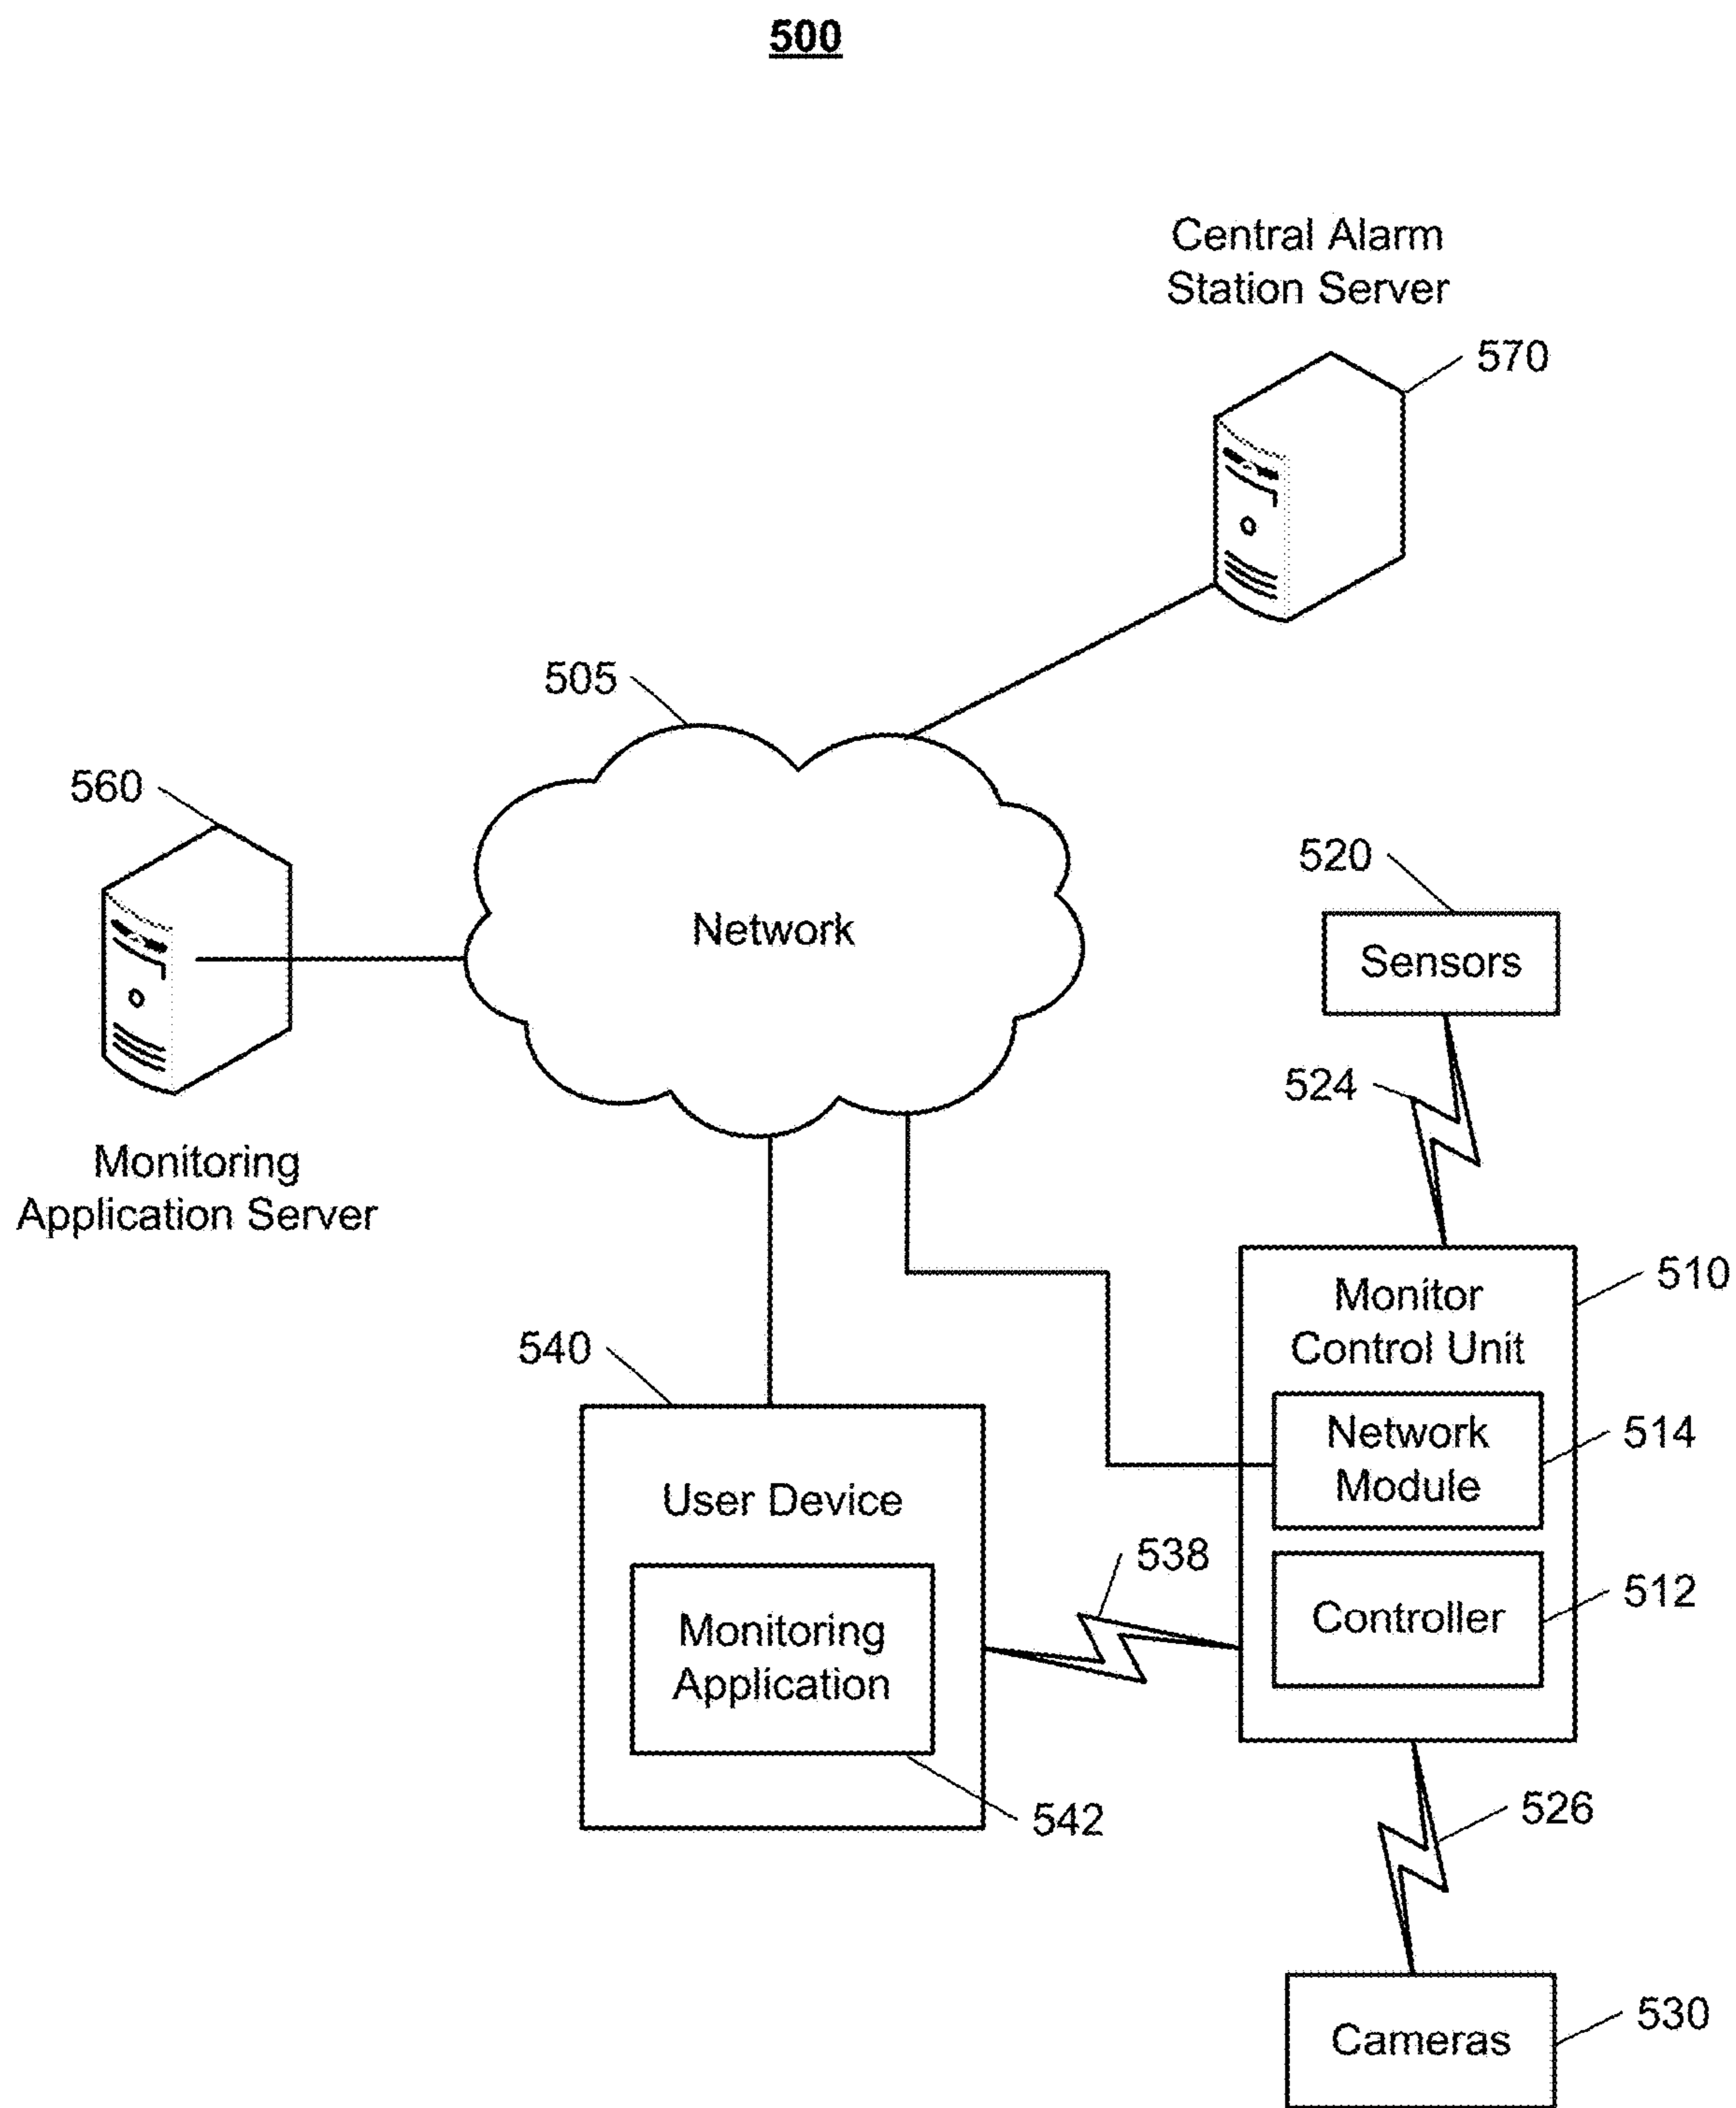 500
Central Alarm
Station Server
570
505
560
Network
520
Sensors
524
Monitoring
Application Server
510
Monitor
Control Unit
540
Network
Module
514
User Device
538
512
Controller
Monitoring
Application
542
526
530
Cameras